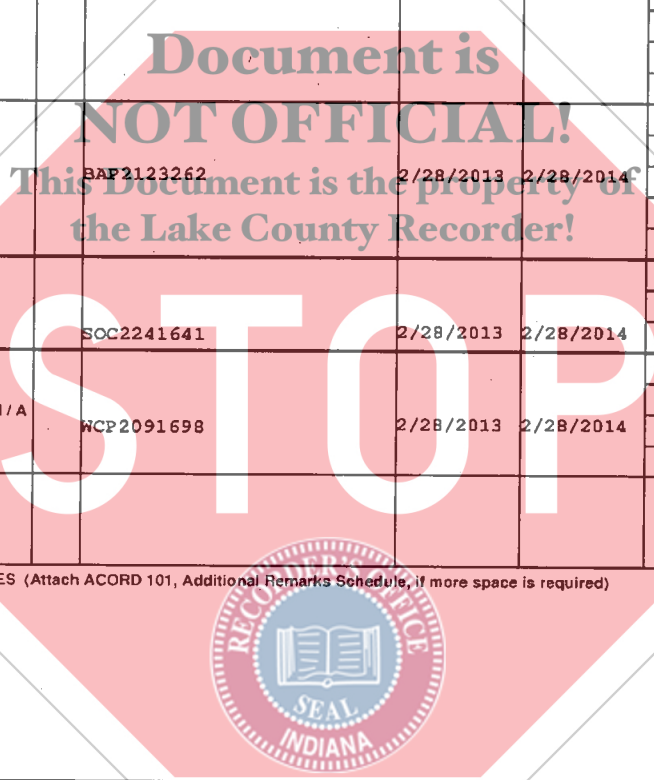 Document is
NOT OFFICIAL!
BAP2123262 2/28/2013 2/28/2014
This Document is the property of
the Lake County Recorder!
STOP
SOC2241641 2/28/2013 2/28/2014
/A
WCP2091698 2/28/2013 2/28/2014
ES (Attach ACORD 101, Additional Remarks Schedule, if more space is required)
RECORDER'S OFFICE
SEAL
INDIANA